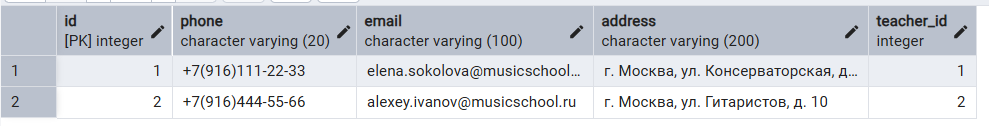 id phone email address teacher_id
[PK] integer character varying (20) character varying (100) character varying (200) integer
1 1 +7(916)111-22-33 elena.sokolova@musicschool... г. Москва, ул. Консерваторская, д... 1
2 2 +7(916)444-55-66 alexey.ivanov@musicschool.ru г. Москва, ул. Гитаристов, д. 10 2